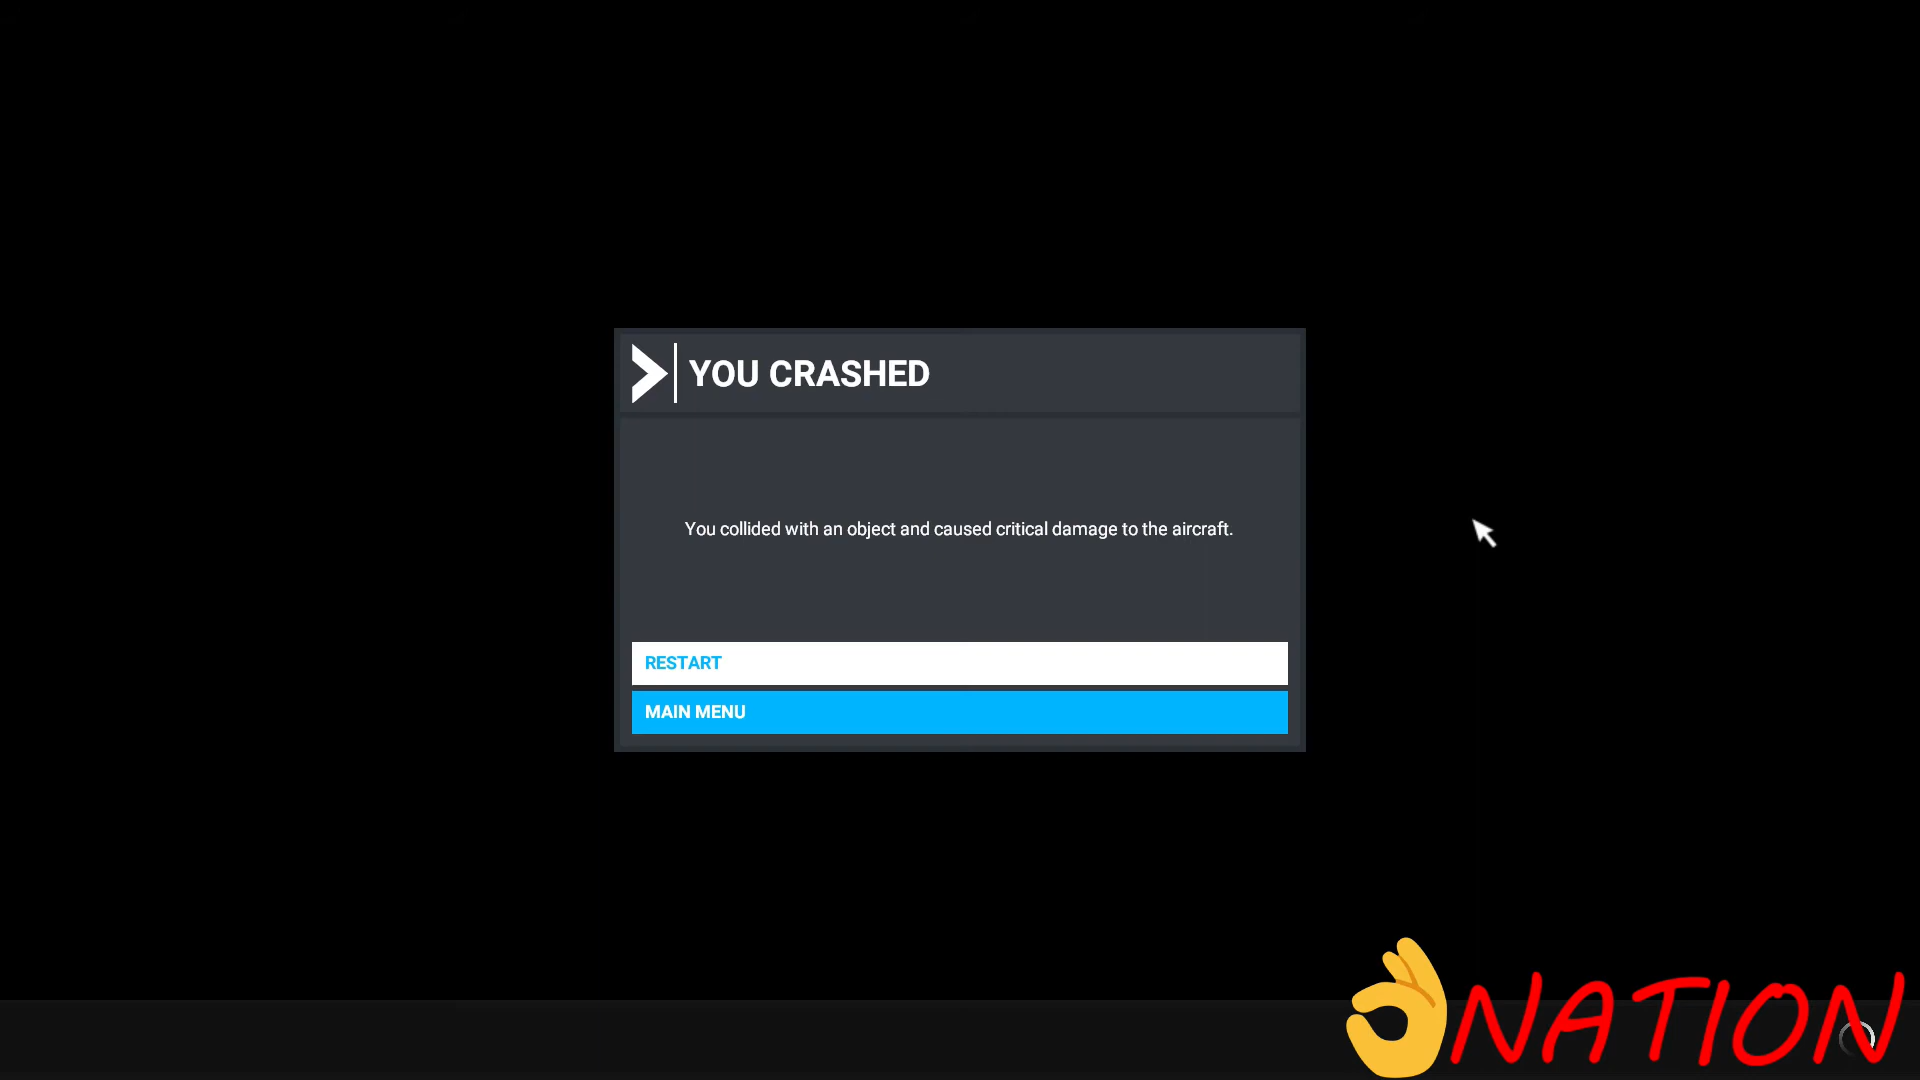 YOU CRASHED
You collided with an object and caused critical damage to the aircraft.
RESTART
MAIN MENU
NATION